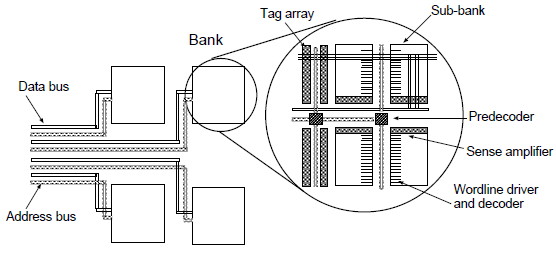 Tag array
Sub-bank
Bank
Data bus
Predecoder
Sense amplifier
Wordline driver
and decoder
Address bus